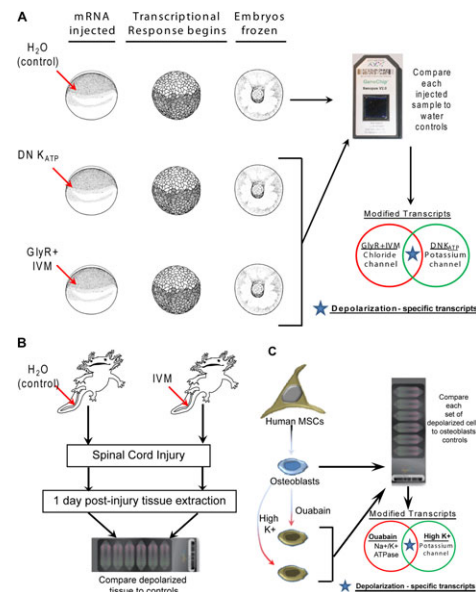 A
mRNA
injected
Transcriptional
Response begins
Embryos
frozen
H₂O
(control)
DN K_ATP
GlyR+
IVM
Compare
each
injected
sample to
water
controls
Modified Transcripts
GlyR+IVM
Chloride
channel
DNK_ATP
Potassium
channel
Depolarization - specific transcripts
B
H₂O
(control)
IVM
Spinal Cord Injury
1 day post-injury tissue extraction
Compare depolarized
tissue to controls
C
Human MSCs
Osteoblasts
Ouabain
High
K+
Compare
each
set of
depolarized cell
to osteoblasts
controls
Modified Transcripts
Ouabain
Na+/K+
ATPase
High K+
Potassium
channel
Depolarization - specific transcripts